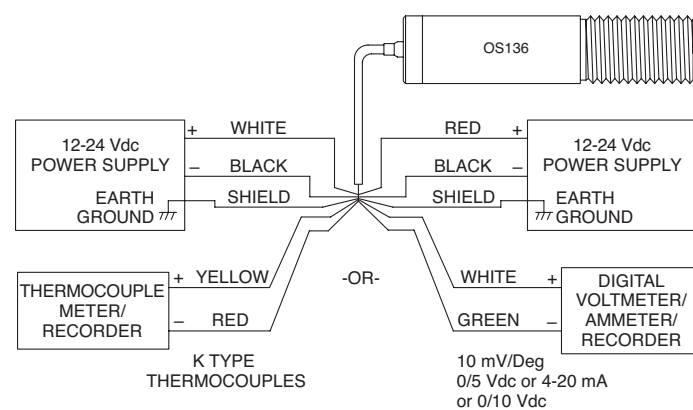 OS136
+ WHITE
12-24 Vdc
POWER SUPPLY
– BLACK
EARTH
GROUND
SHIELD
RED +
12-24 Vdc
POWER SUPPLY
BLACK –
SHIELD
EARTH
GROUND
+ YELLOW
THERMOCOUPLE
METER/
RECORDER
– RED
-OR-
WHITE +
DIGITAL
VOLTMETER/
AMMETER/
RECORDER
GREEN –
K TYPE
THERMOCOUPLES
10 mV/Deg
0/5 Vdc or 4-20 mA
or 0/10 Vdc